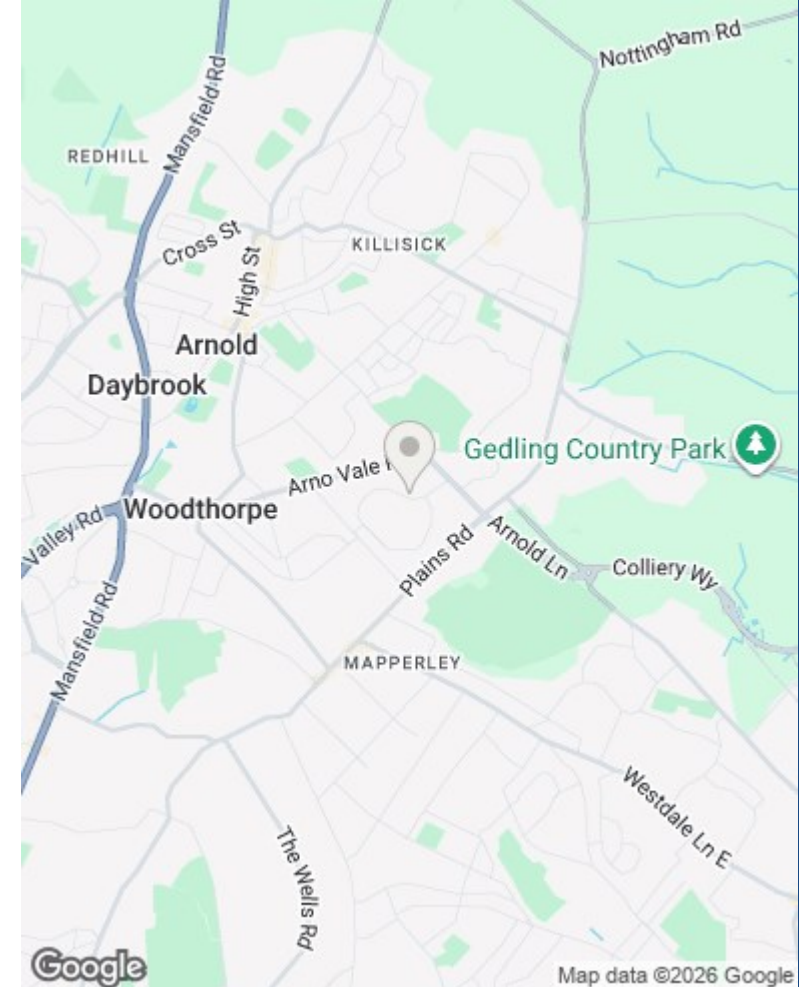 Nottingham Rd
Mansfield Rd
REDHILL
Cross St
KILLISICK
High St
Arnold
Daybrook
Gedling Country Park
Arno Vale
Woodthorpe
Valley Rd
Plains Rd
Arnold Ln
Colliery Wy
Mansfield Rd
MAPPERLEY
Westdale Ln E
The Wells Rd
Google
Map data ©2026 Google